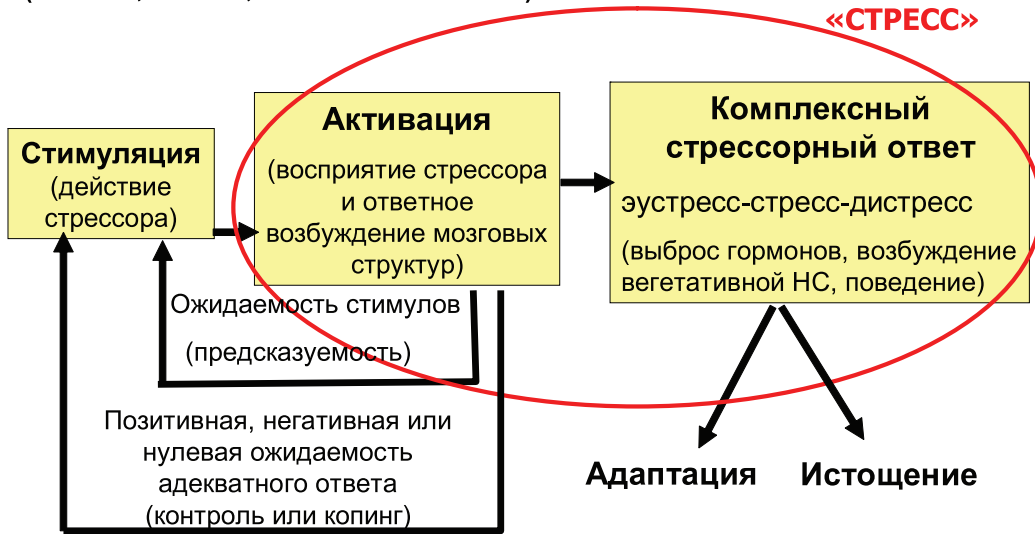 «СТРЕСС»
Стимуляция
(действие
стрессора)
Активация
(восприятие стрессора
и ответное
возбуждение мозговых
структур)
Комплексный
стрессорный ответ
эустресс-стресс-дистресс
(выброс гормонов, возбуждение
вегетативной НС, поведение)
Ожидаемость стимулов
(предсказуемость)
Позитивная, негативная или
нулевая ожидаемость
адекватного ответа
(контроль или копинг)
Адаптация
Истощение